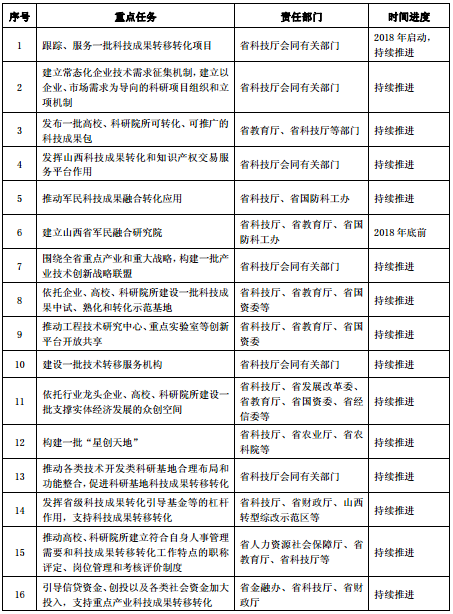 序号 重点任务 责任部门 时间进度
1 跟踪、服务一批科技成果转移转化项目 省科技厅会同有关部门 2018 年启动,
持续推进
2 建立常态化企业技术需求征集机制,建立以
企业、市场需求为导向的科研项目组织和立
项机制 省科技厅会同有关部门 持续推进
3 发布一批高校、科研院所可转化、可推广的
科技成果包 省教育厅、省科技厅等部门 持续推进
4 发挥山西科技成果转化和知识产权交易服
务平台作用 省科技厅会同有关部门 持续推进
5 推动军民科技成果融合转化应用 省科技厅、省国防科工办 持续推进
6 建立山西省军民融合研究院 省科技厅、省教育厅、省国
防科工办 2018 年底前
7 围绕全省重点产业和重大战略,构建一批产
业技术创新战略联盟 省科技厅会同有关部门 持续推进
8 依托企业、高校、科研院所建设一批科技成
果中试、熟化和转化示范基地 省科技厅、省教育厅、省国
资委等 持续推进
9 推动工程技术研究中心、重点实验室等创新
平台开放共享 省科技厅、省教育厅、省国
资委 持续推进
10 建设一批技术转移服务机构 省科技厅会同有关部门 持续推进
11 依托行业龙头企业、高校、科研院所建设一
批支撑实体经济发展的众创空间 省科技厅、省发展改革委、
省教育厅、省国资委、省经
信委等 持续推进
12 构建一批“星创天地” 省科技厅、省农业厅、省农
科院等 持续推进
13 推动各类技术开发类科研基地合理布局和
功能整合,促进科研基地科技成果转移转化 省科技厅会同有关部门 持续推进
14 发挥省级科技成果转化引导基金等的杠杆
作用,支持科技成果转移转化 省科技厅、省财政厅、山西
转型综改示范区等 持续推进
15 推动高校、科研院所建立符合自身人事管理
需要和科技成果转移转化工作特点的职称
评定、岗位管理和考核评价制度 省人力资源社会保障厅、省教
育厅、省科技厅等 持续推进
16 引导信贷资金、创投以及各类社会资金加大
投入,支持重点产业科技成果转移转化 省金融办、省科技厅、省财
政厅 持续推进